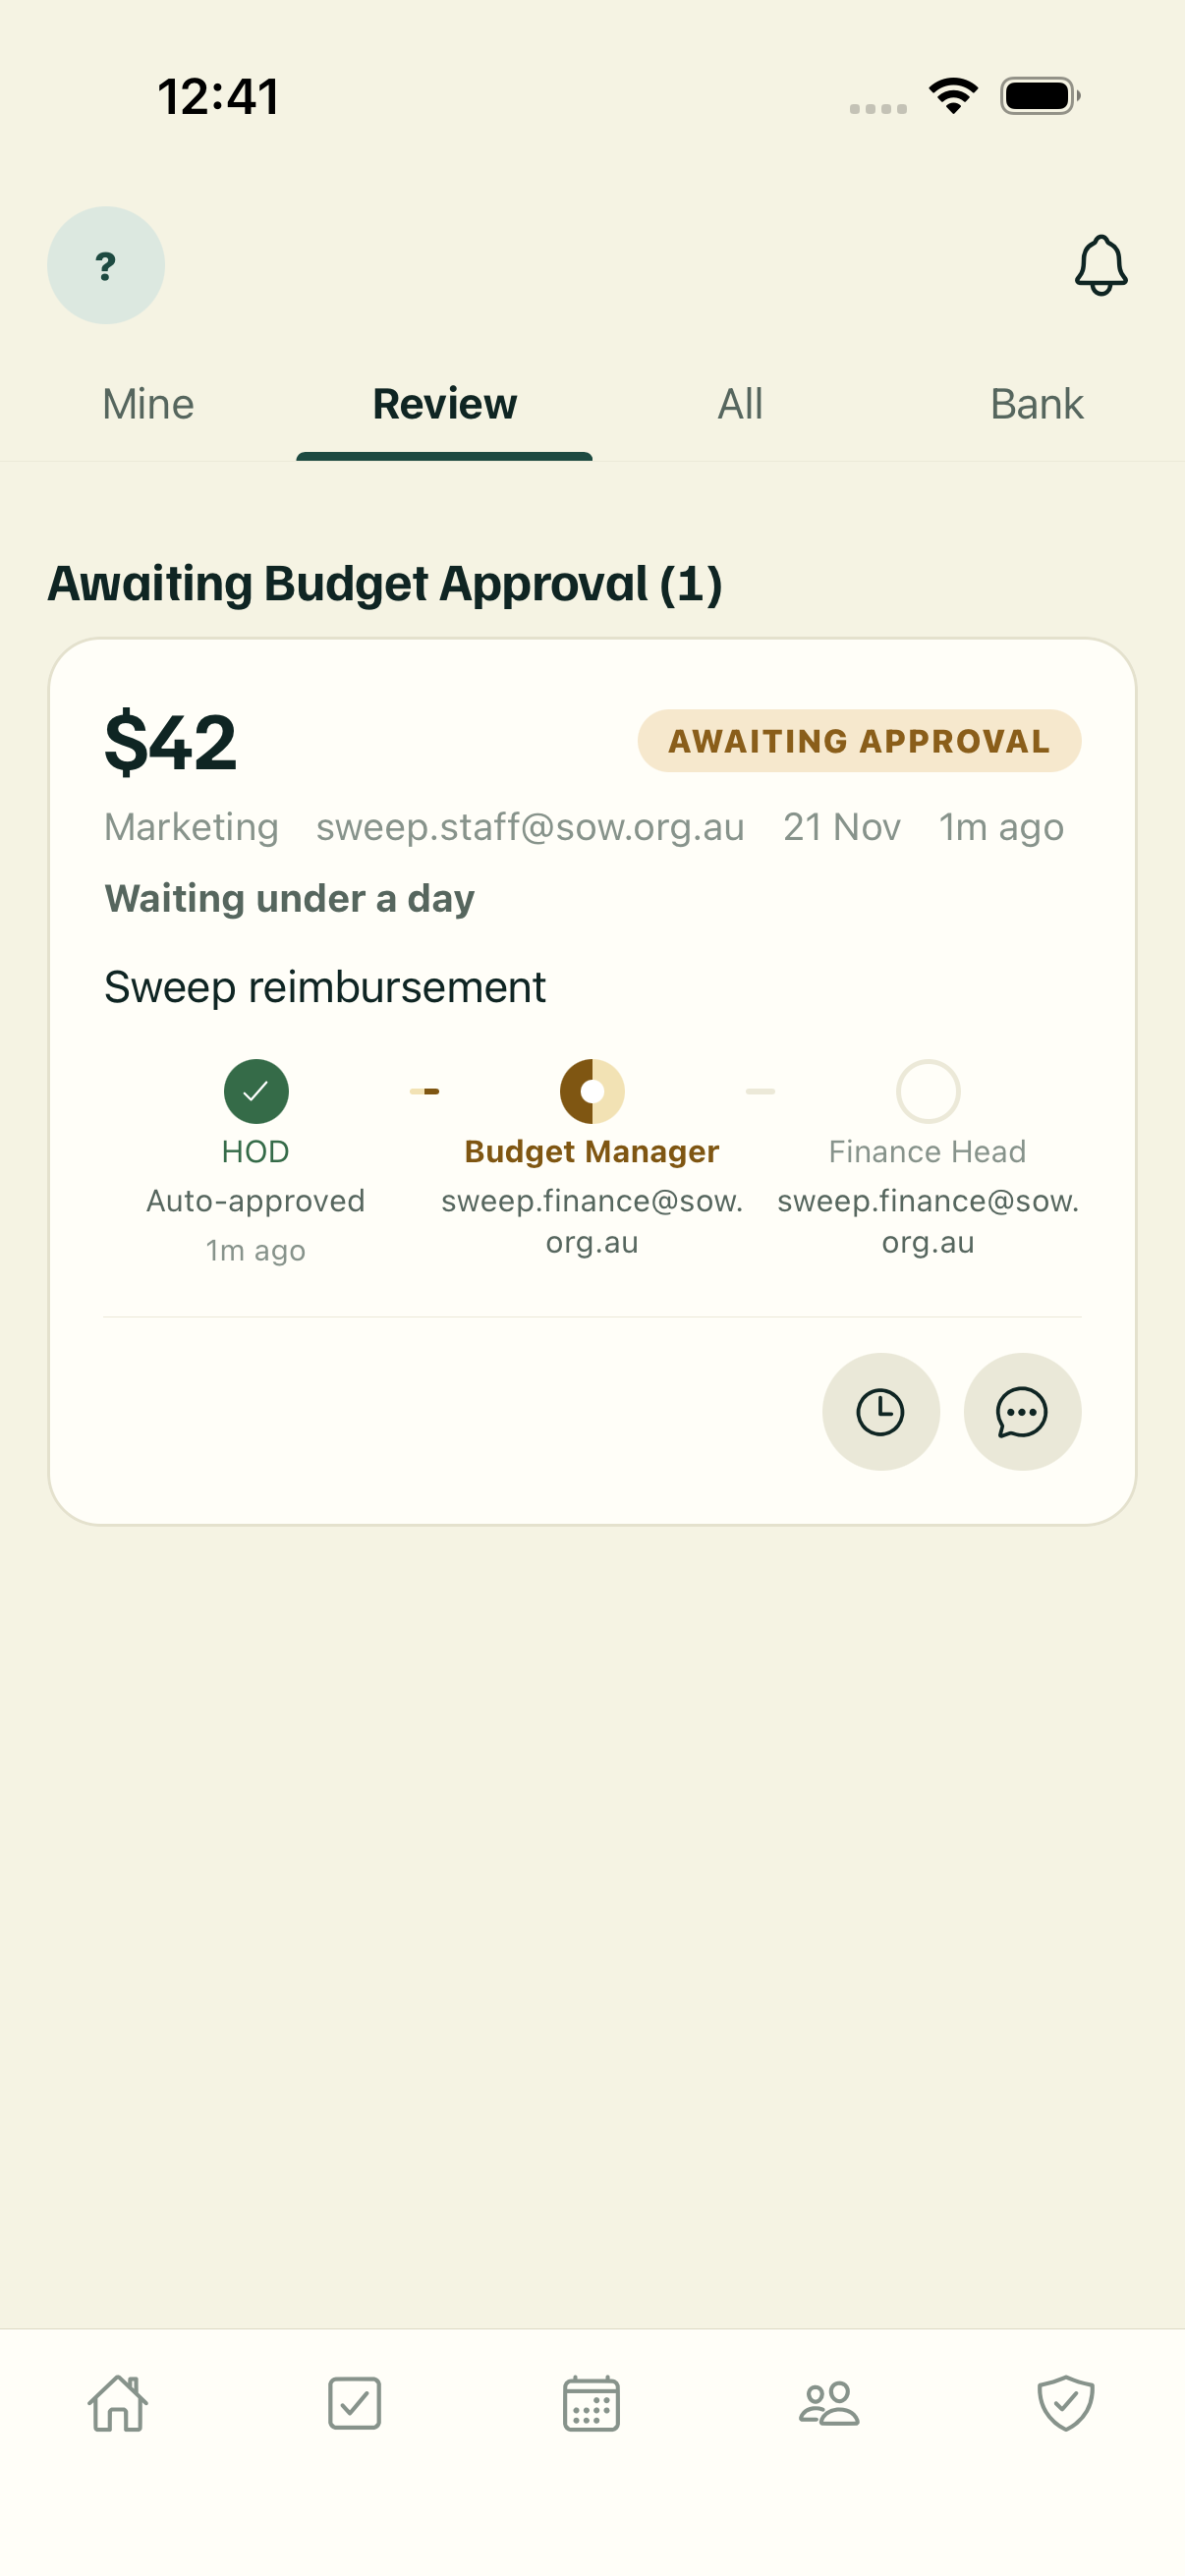 12:41
?
Mine Review All Bank
Awaiting Budget Approval (1)
$42 AWAITING APPROVAL
Marketing sweep.staff@sow.org.au 21 Nov 1m ago
Waiting under a day
Sweep reimbursement
HOD Budget Manager Finance Head
Auto-approved sweep.finance@sow. sweep.finance@sow.
1m ago org.au org.au